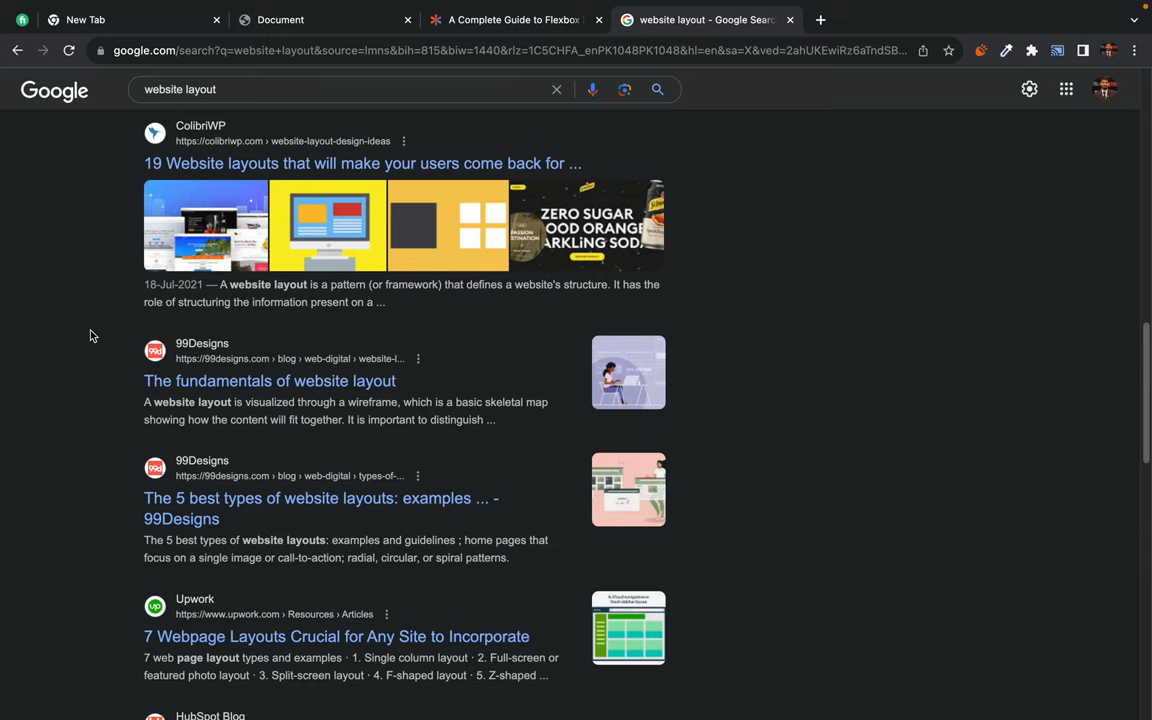 New Tab
Document
A Complete Guide to Flexbox
website layout - Google Sear
google.com/search?q=website+layout&source=lmns&bih=815&biw=1440&rlz=1C5CHFA_enPK1048PK1048&hl=en&sa=X&ved=2ahUKEwiRz6aTndSB...
Google
website layout
ColibriWP
https://colibriwp.com › website-layout-design-ideas
19 Website layouts that will make your users come back for ...
ZERO SUGAR
OOD ORANGE
ARKLING SOD
PASSION
18-Jul-2021 — A website layout is a pattern (or framework) that defines a website's structure. It has the
role of structuring the information present on a ...
99Designs
https://99designs.com › blog › web-digital › website-l...
The fundamentals of website layout
A website layout is visualized through a wireframe, which is a basic skeletal map
showing how the content will fit together. It is important to distinguish ...
99Designs
https://99designs.com › blog › web-digital › types-of-...
The 5 best types of website layouts: examples ... -
99Designs
The 5 best types of website layouts: examples and guidelines ; home pages that
focus on a single image or call-to-action; radial, circular, or spiral patterns.
up
Upwork
https://www.upwork.com › Resources › Articles
7 Webpage Layouts Crucial for Any Site to Incorporate
7 web page layout types and examples · 1. Single column layout · 2. Full-screen or
featured photo layout · 3. Split-screen layout · 4. F-shaped layout · 5. Z-shaped ...
HubSpot Blog